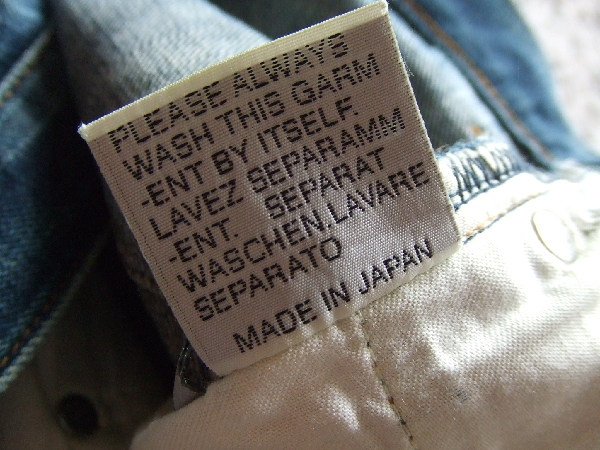 PLEASE ALWAYS
WASH THIS GARM
-ENT BY ITSELF.
LAVEZ SEPARAMM
-ENT. SEPARAT
WASCHEN. LAVARE
SEPARATO
MADE IN JAPAN